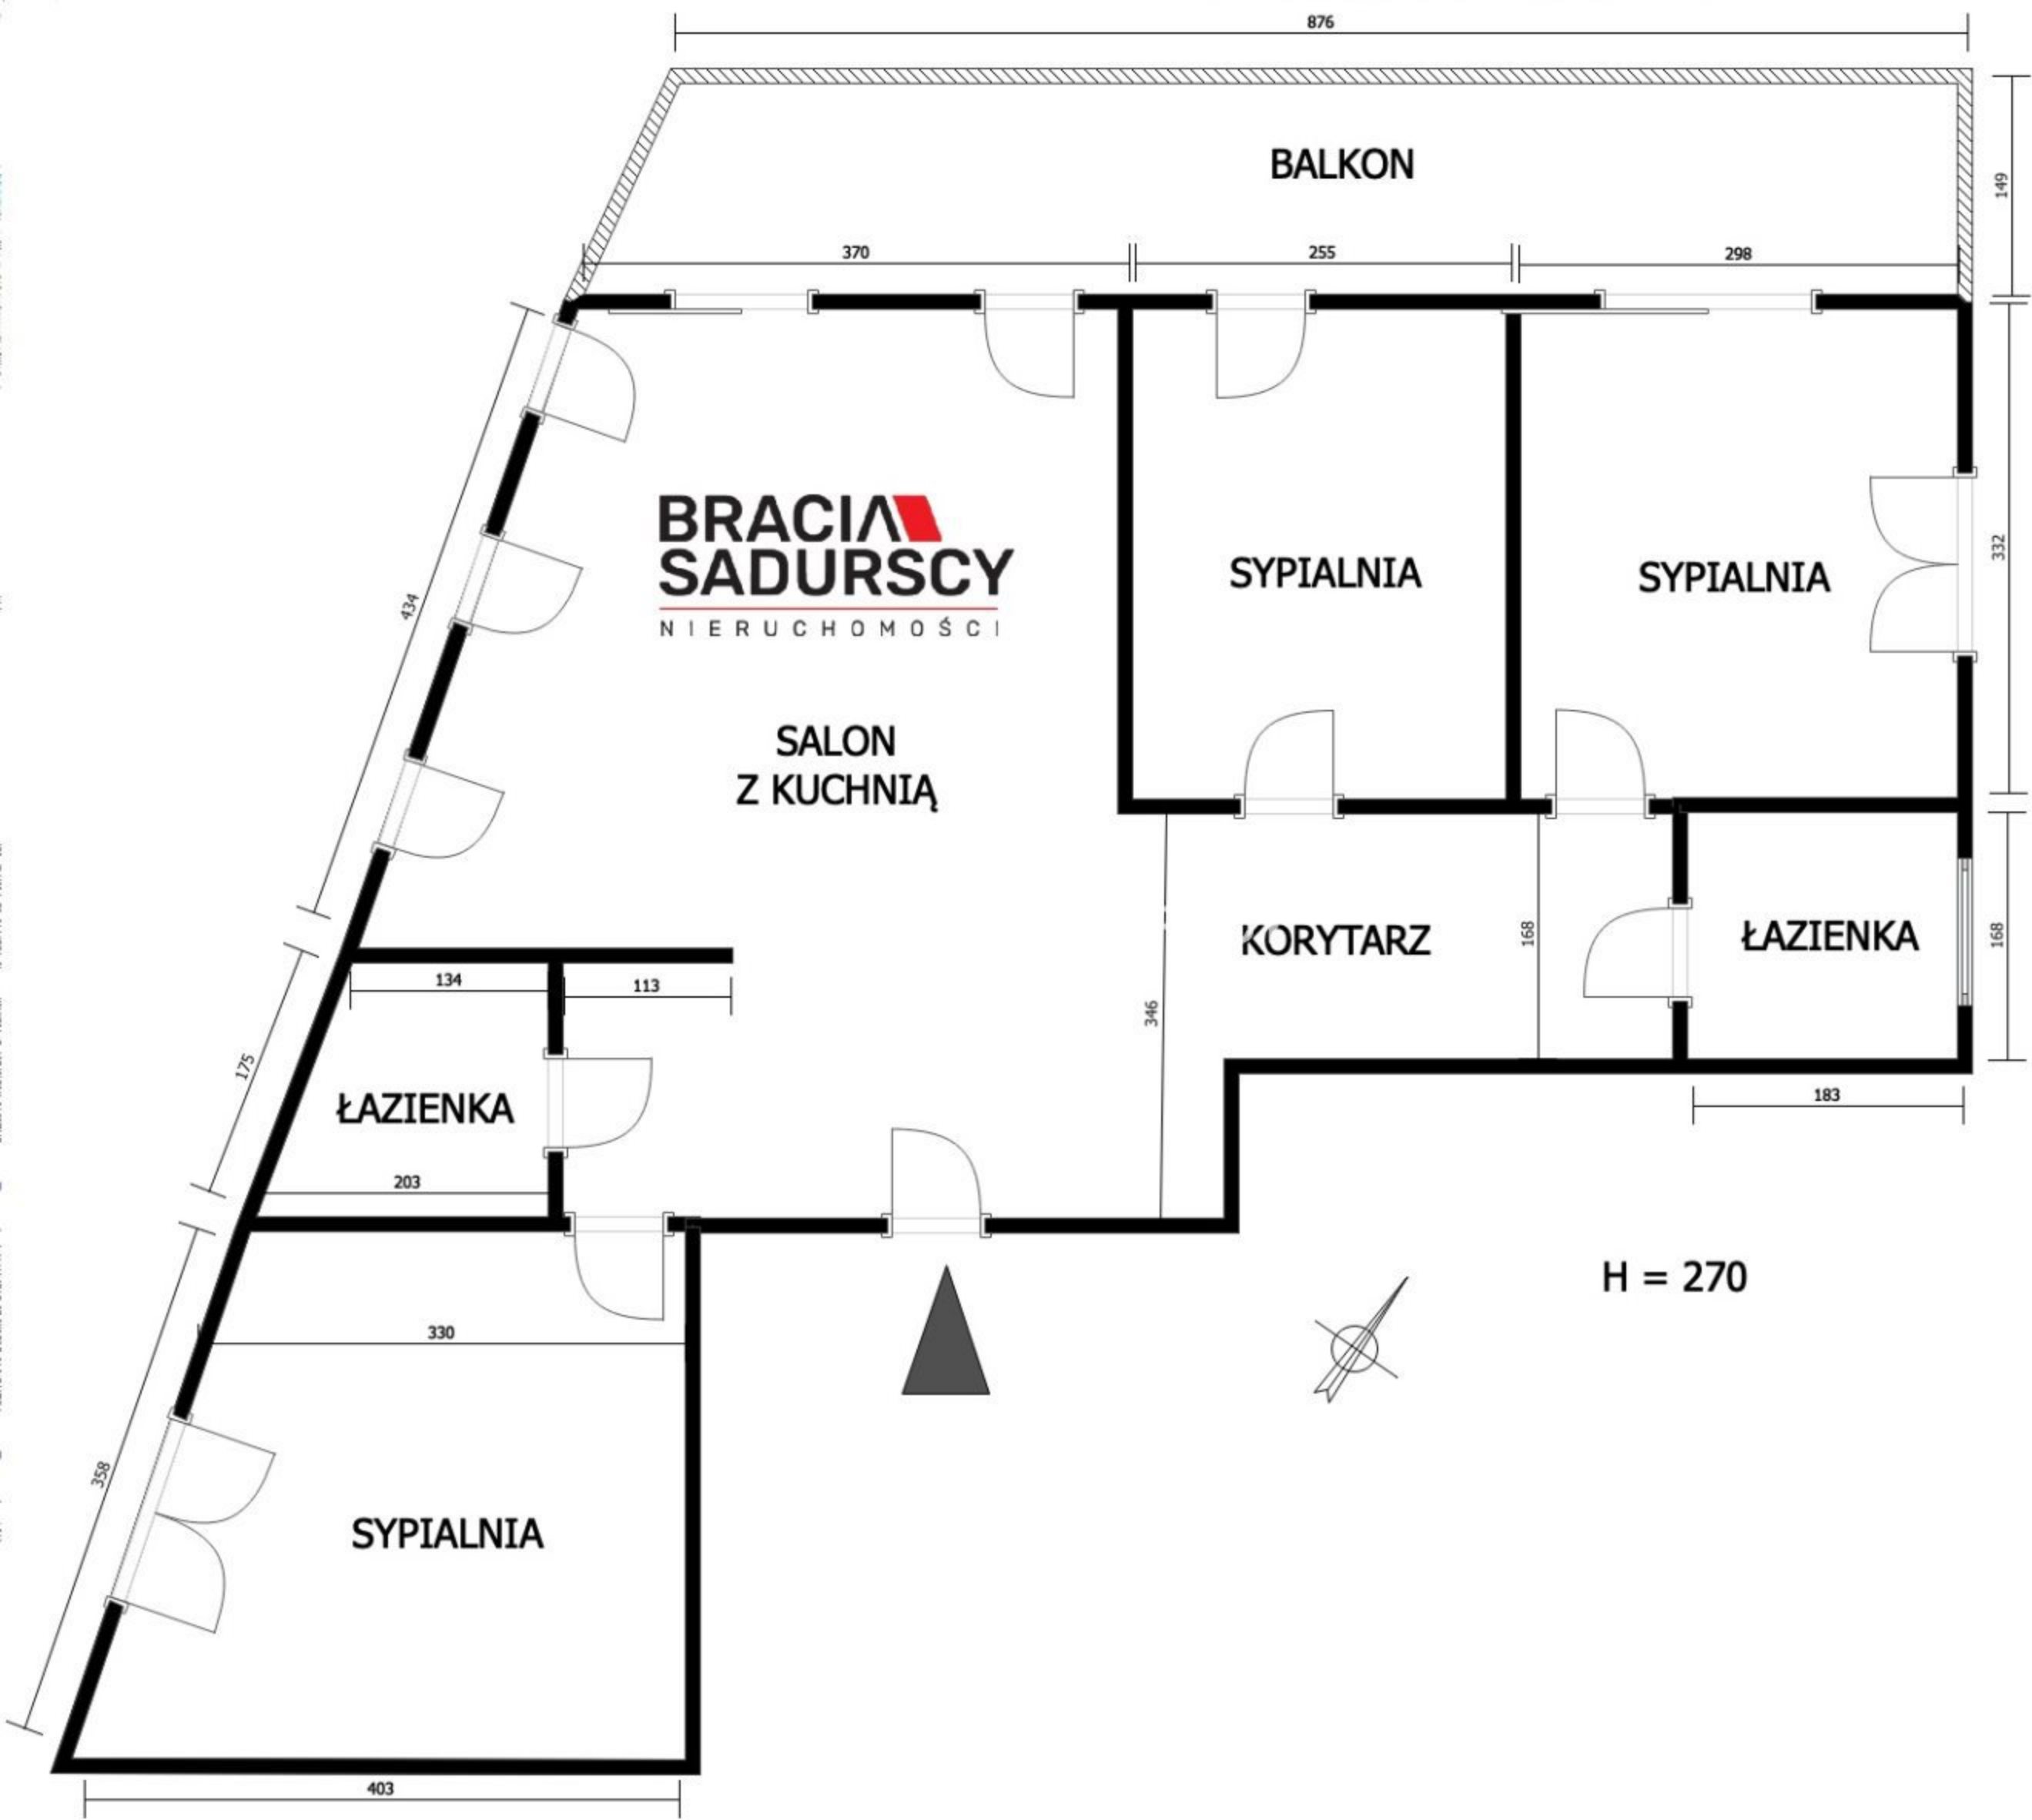 876
BALKON
149
370
255
298
BRACIA
SADURSCY
NIERUCHOMOŚCI
434
SYPIALNIA
SYPIALNIA
332
SALON
Z KUCHNIĄ
KORYTARZ
168
ŁAZIENKA
168
134
113
346
175
ŁAZIENKA
183
203
H = 270
330
358
SYPIALNIA
403